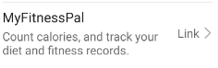 MyFitnessPal
Count calories, and track your
diet and fitness records.
Link >